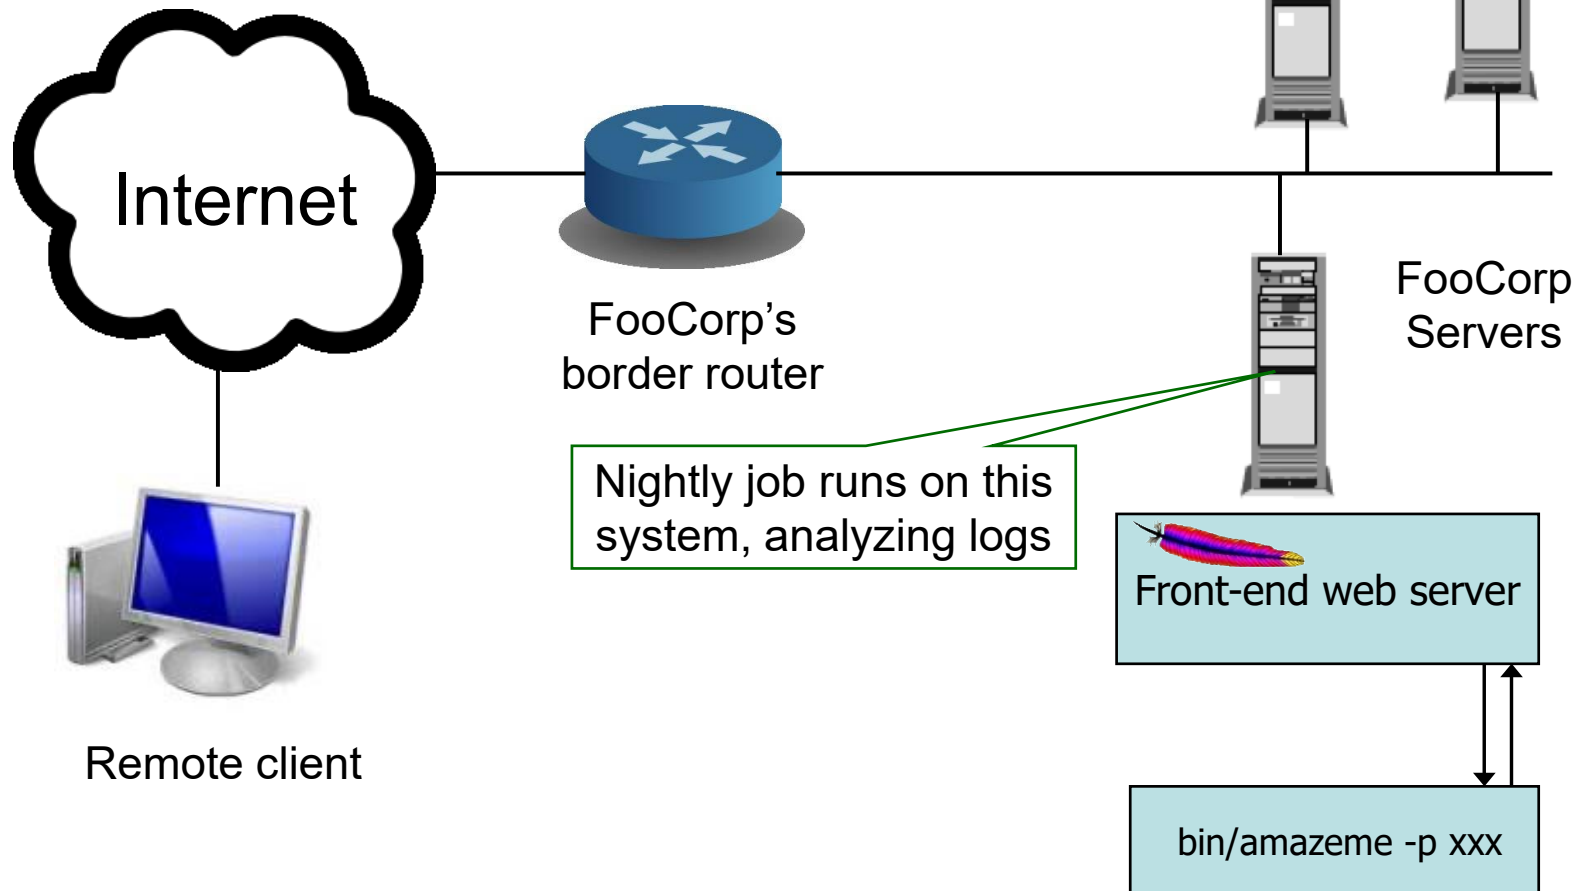 Internet
FooCorp’s
border router
FooCorp
Servers
Nightly job runs on this
system, analyzing logs
Front-end web server
Remote client
bin/amazeme -p xxx